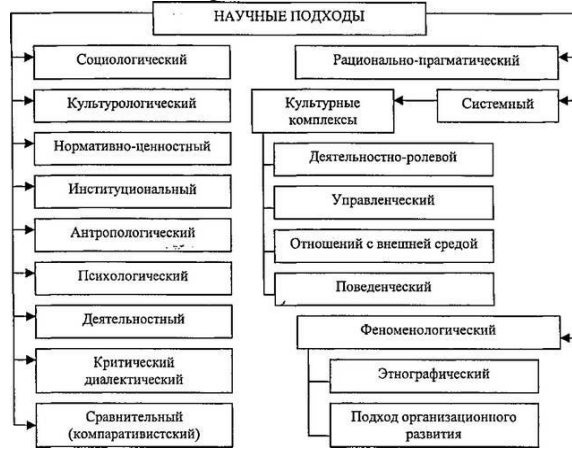 НАУЧНЫЕ ПОДХОДЫ
Социологический
Культурологический
Нормативно-ценностный
Институциональный
Антропологический
Психологический
Деятельностный
Критический
диалектический
Сравнительный
(компаративистский)
Рационально-прагматический
Культурные
комплексы
Системный
Деятельностно-ролевой
Управленческий
Отношений с внешней средой
Поведенческий
Феноменологический
Этнографический
Подход организационного
развития